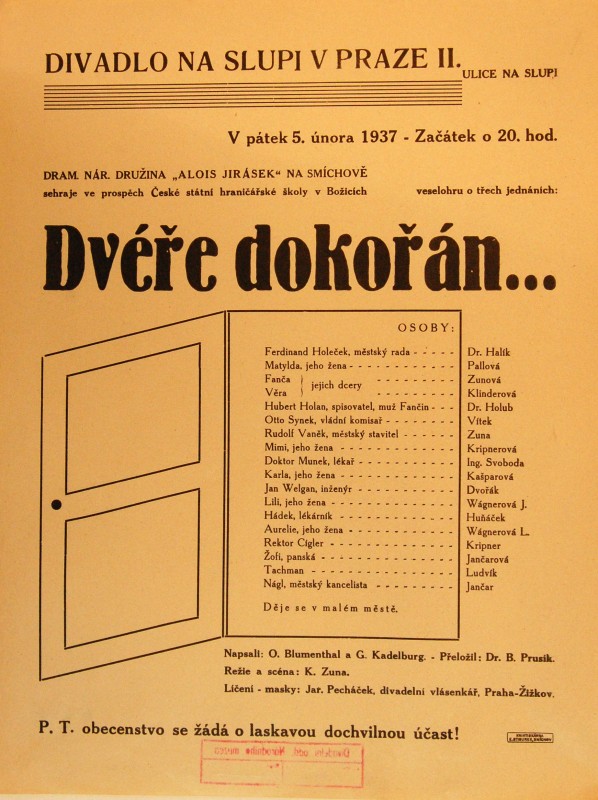 DIVADLO NA SLUPI V PRAZE II. ULICE NA SLUPI
V pátek 5. února 1937 - Začátek o 20. hod.
DRAM. NÁR. DRUŽINA „ALOIS JIRÁSEK" NA SMÍCHOVĚ
sehraje ve prospěch České státní hraničářské školy v Božicích veselohru o třech jednáních:
Dvéře dokořán...
OSOBY:
Ferdinand Holeček, městský rada - - - - - Dr. Halík
Matylda, jeho žena - - - - - - - - - - - Pallová
Fanča } jejich dcery - - - - - - - - - Zunová
Věra } - - - - - - - - - Klinderová
Hubert Holan, spisovatel, muž Fančin - - - Dr. Holub
Otto Synek, vládní komisař - - - - - - - Vítek
Rudolf Vaněk, městský stavitel - - - - - - Zuna
Mimi, jeho žena - - - - - - - - - - - - Kripnerová
Doktor Munek, lékař - - - - - - - - - - Ing. Svoboda
Karla, jeho žena - - - - - - - - - - - - Kašparová
Jan Welgan, inženýr - - - - - - - - - - Dvořák
Lili, jeho žena - - - - - - - - - - - - - Wágnerová J.
Hádek, lékárník - - - - - - - - - - - - Huňáček
Aurelie, jeho žena - - - - - - - - - - - Wágnerová L.
Rektor Cígler - - - - - - - - - - - - - Kripner
Žofi, panská - - - - - - - - - - - - - - Jančarová
Tachman - - - - - - - - - - - - - - - Ludvík
Nágl, městský kancelista - - - - - - - - Jančar
Děje se v malém městě.
Napsali: O. Blumenthal a G. Kadelburg. - Přeložil: Dr. B. Prusík.
Režie a scéna: K. Zuna.
Líčení - masky: Jar. Pecháček, divadelní vlásenkář, Praha-Žižkov.
P. T. obecenstvo se žádá o laskavou dochvilnou účast!
Divadelní odd. Národního musea